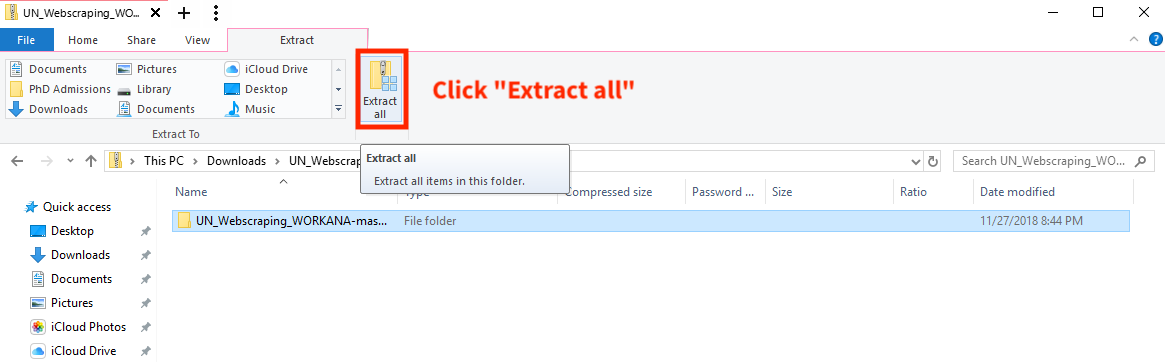 UN_Webscraping_WO...
File Home Share View Extract
Documents Pictures iCloud Drive
PhD Admissions Library Desktop
Downloads Documents Music
Extract To
Extract
all
Click "Extract all"
This PC Downloads UN_Webscrap
Search UN_Webscraping_WO...
Extract all
Extract all items in this folder.
Name Type Compressed size Password ... Size Ratio Date modified
UN_Webscraping_WORKANA-mas... File folder 11/27/2018 8:44 PM
Quick access
Desktop
Downloads
Documents
Pictures
iCloud Photos
iCloud Drive